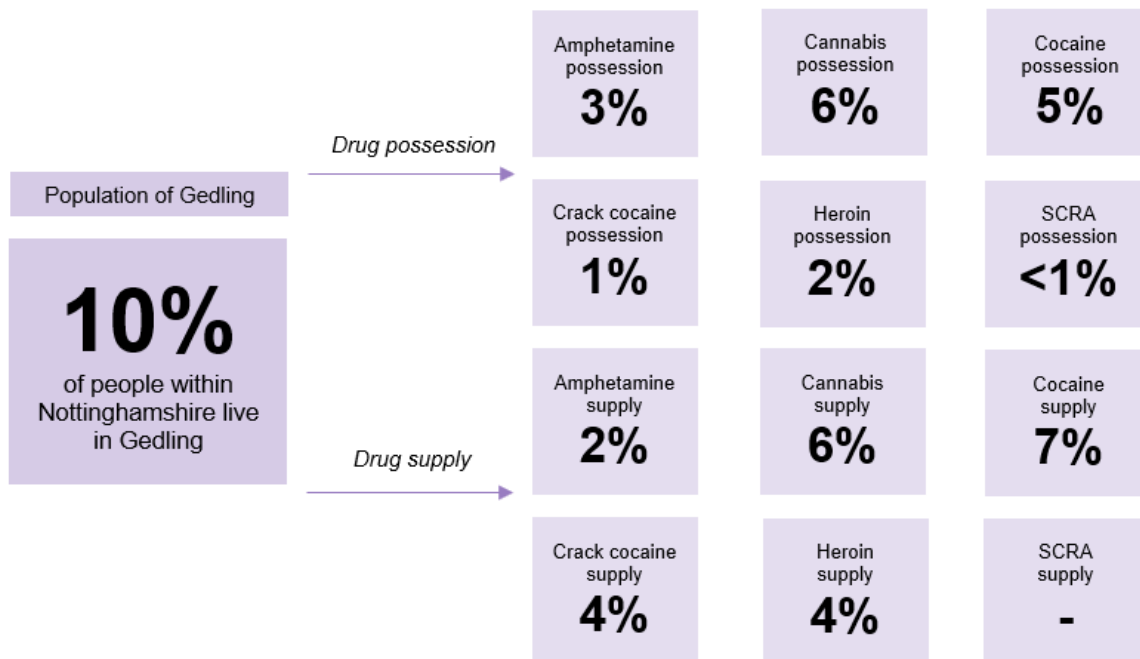 Population of Gedling
10%
of people within
Nottinghamshire live
in Gedling
Drug possession
Amphetamine
possession
3%
Cannabis
possession
6%
Cocaine
possession
5%
Crack cocaine
possession
1%
Heroin
possession
2%
SCRA
possession
<1%
Drug supply
Amphetamine
supply
2%
Cannabis
supply
6%
Cocaine
supply
7%
Crack cocaine
supply
4%
Heroin
supply
4%
SCRA
supply
-